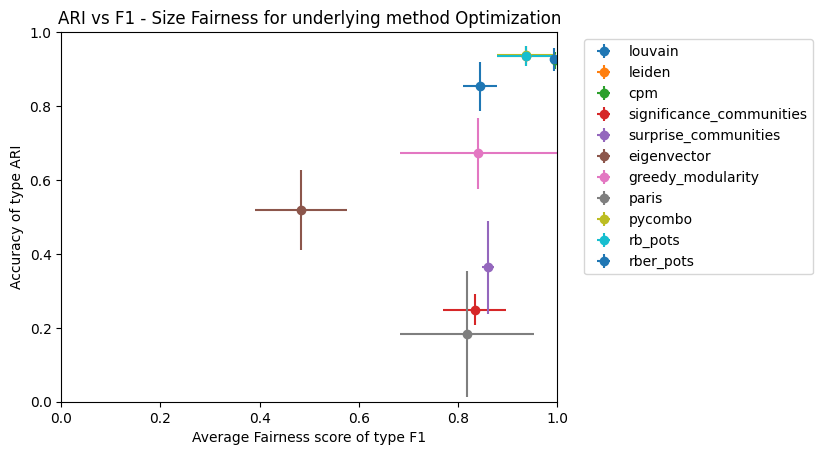 ARI vs F1 - Size Fairness for underlying method Optimization
Accuracy of type ARI
1.0
0.8
0.6
0.4
0.2
0.0
0.0 0.2 0.4 0.6 0.8 1.0
Average Fairness score of type F1
louvain
leiden
cpm
significance_communities
surprise_communities
eigenvector
greedy_modularity
paris
pycombo
rb_pots
rber_pots